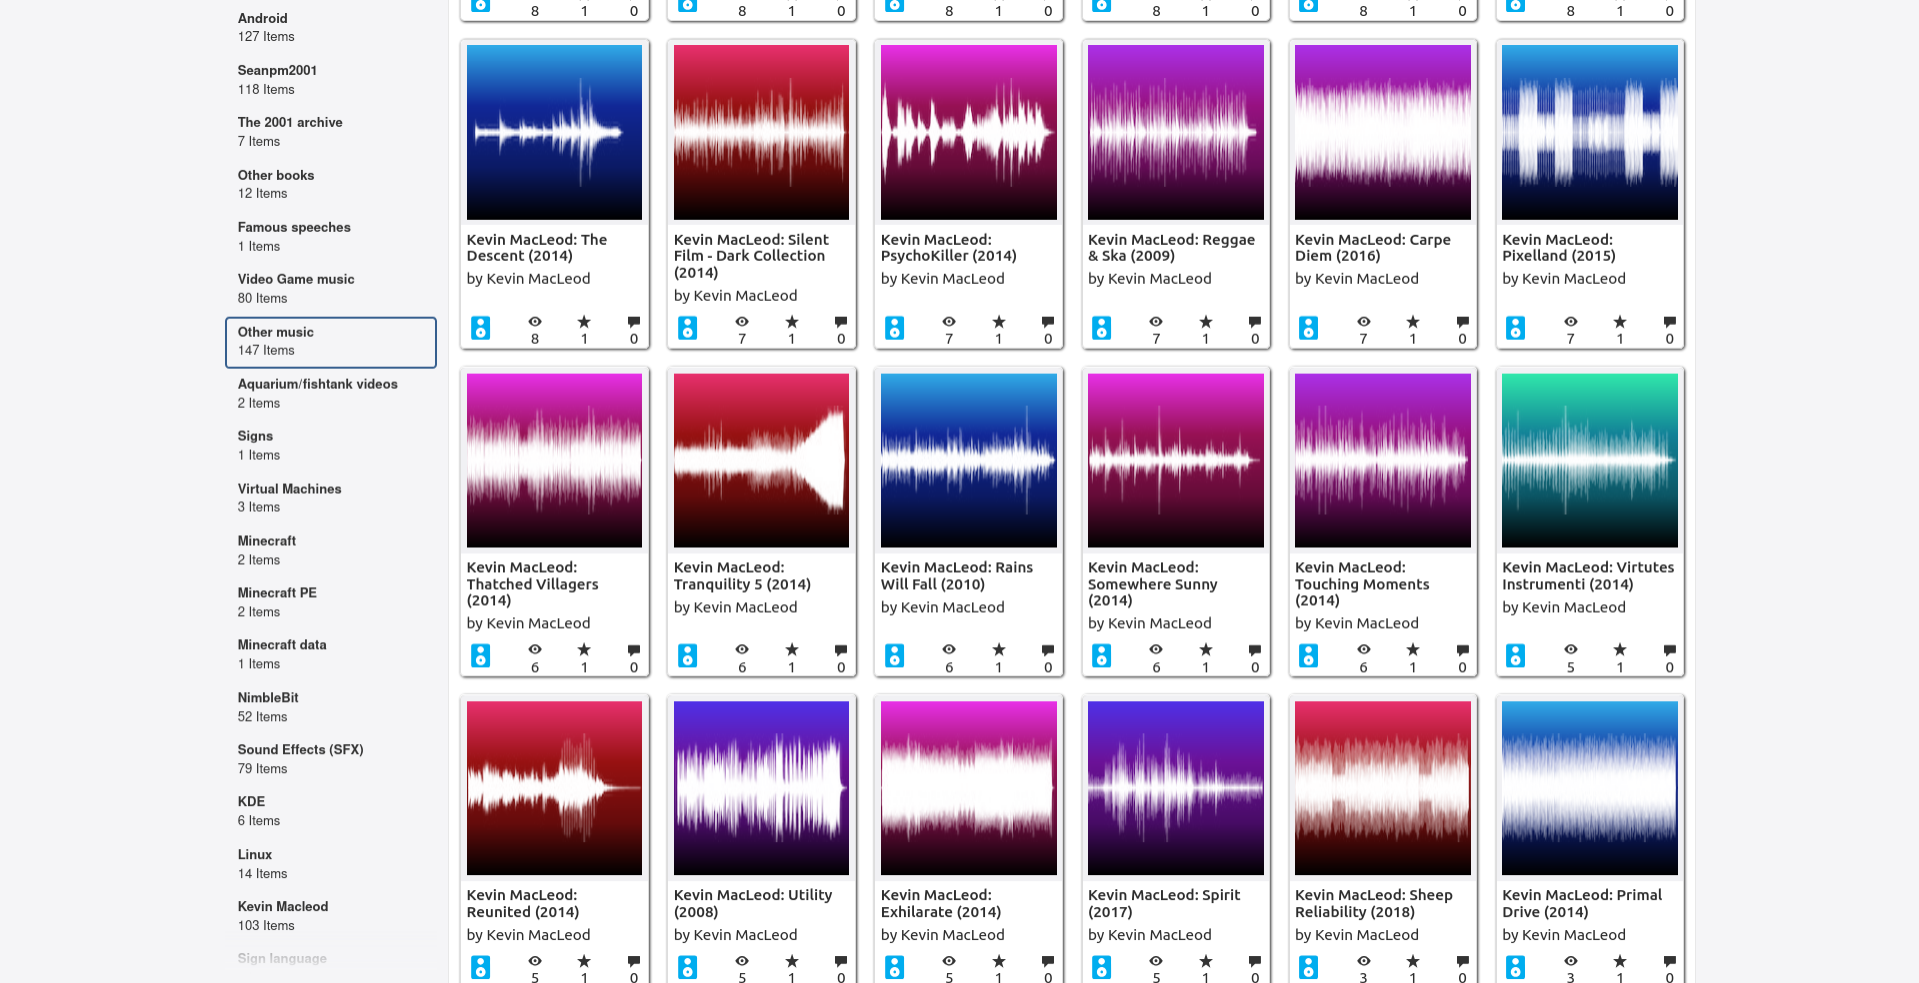 Android
127 Items
Seanpm2001
118 Items
The 2001 archive
7 Items
Other books
12 Items
Famous speeches
1 Items
Video Game music
80 Items
Other music
147 Items
Aquarium/fishtank videos
2 Items
Signs
1 Items
Virtual Machines
3 Items
Minecraft
2 Items
Minecraft PE
2 Items
Minecraft data
1 Items
NimbleBit
52 Items
Sound Effects (SFX)
79 Items
KDE
6 Items
Linux
14 Items
Kevin Macleod
103 Items
Sign language
8 1 0
8 1 0
8 1 0
8 1 0
8 1 0
8 1 0
Kevin MacLeod: The
Descent (2014)
by Kevin MacLeod
8 1 0
Kevin MacLeod: Silent
Film - Dark Collection
(2014)
by Kevin MacLeod
7 1 0
Kevin MacLeod:
PsychoKiller (2014)
by Kevin MacLeod
7 1 0
Kevin MacLeod: Reggae
& Ska (2009)
by Kevin MacLeod
7 1 0
Kevin MacLeod: Carpe
Diem (2016)
by Kevin MacLeod
7 1 0
Kevin MacLeod:
Pixelland (2015)
by Kevin MacLeod
7 1 0
Kevin MacLeod:
Thatched Villagers
(2014)
by Kevin MacLeod
6 1 0
Kevin MacLeod:
Tranquility 5 (2014)
by Kevin MacLeod
6 1 0
Kevin MacLeod: Rains
Will Fall (2010)
by Kevin MacLeod
6 1 0
Kevin MacLeod:
Somewhere Sunny
(2014)
by Kevin MacLeod
6 1 0
Kevin MacLeod:
Touching Moments
(2014)
by Kevin MacLeod
6 1 0
Kevin MacLeod: Virtutes
Instrumenti (2014)
by Kevin MacLeod
5 1 0
Kevin MacLeod:
Reunited (2014)
by Kevin MacLeod
5 1 0
Kevin MacLeod: Utility
(2008)
by Kevin MacLeod
5 1 0
Kevin MacLeod:
Exhilarate (2014)
by Kevin MacLeod
5 1 0
Kevin MacLeod: Spirit
(2017)
by Kevin MacLeod
5 1 0
Kevin MacLeod: Sheep
Reliability (2018)
by Kevin MacLeod
3 1 0
Kevin MacLeod: Primal
Drive (2014)
by Kevin MacLeod
3 1 0